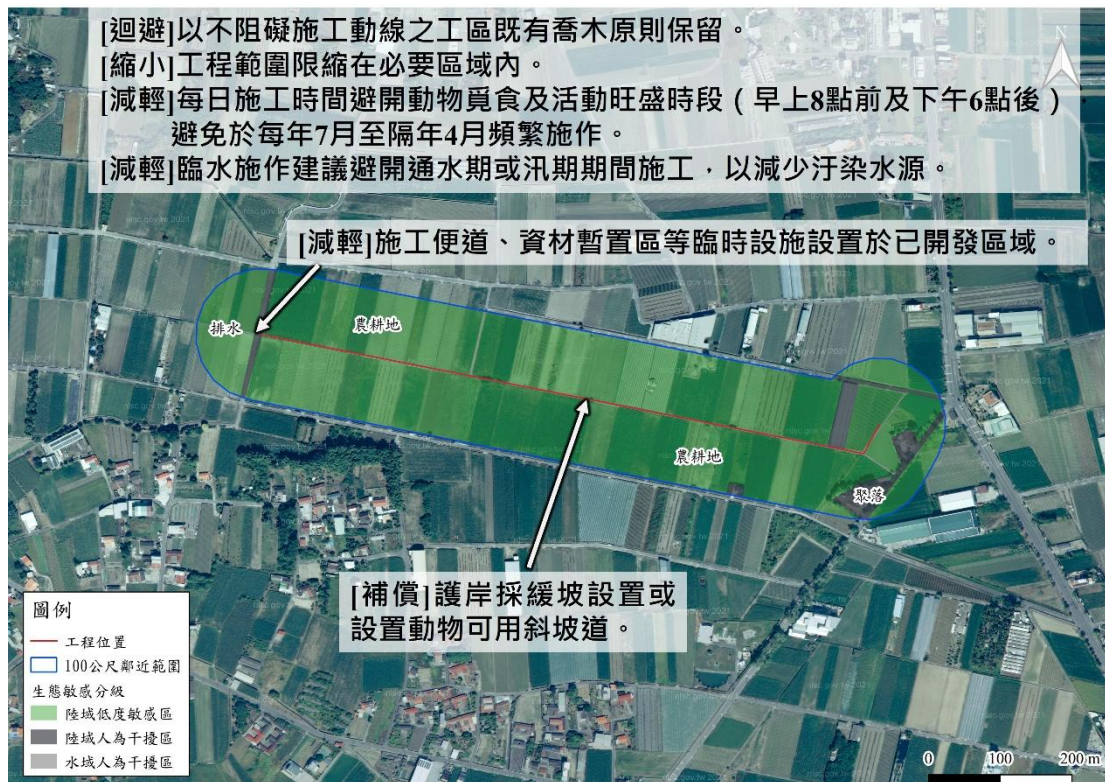 [迴避]以不阻礙施工動線之工區既有喬木原則保留。
[縮小]工程範圍限縮在必要區域內。
[減輕]每日施工時間避開動物覓食及活動旺盛時段（早上8點前及下午6點後）
避免於每年7月至隔年4月頻繁施作。
[減輕]臨水施作建議避開通水期或汛期期間施工，以減少汙染水源。
N
[減輕]施工便道、資材暫置區等臨時設施設置於已開發區域。
排水
農耕地
農耕地
聚落
[補償]護岸採緩坡設置或
設置動物可用斜坡道。
圖例
工程位置
100公尺鄰近範圍
生態敏感分級
陸域低度敏感區
陸域人為干擾區
水域人為干擾區
0 100 200 m